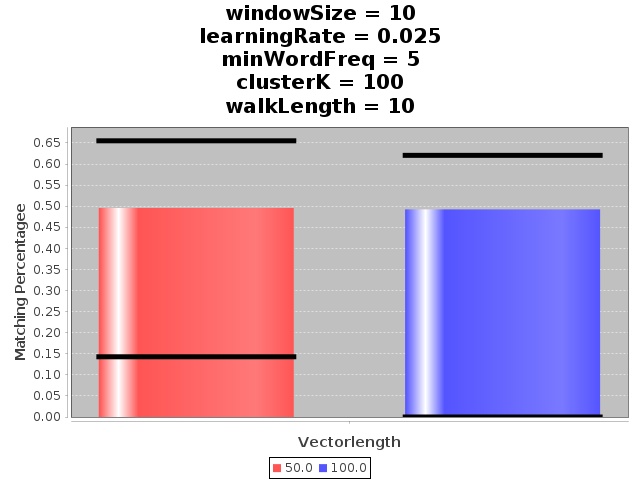 windowSize = 10
learningRate = 0.025
minWordFreq = 5
clusterK = 100
walkLength = 10
Matching Percentagee
0.65
0.60
0.55
0.50
0.45
0.40
0.35
0.30
0.25
0.20
0.15
0.10
0.05
0.00
Vectorlength
50.0 100.0